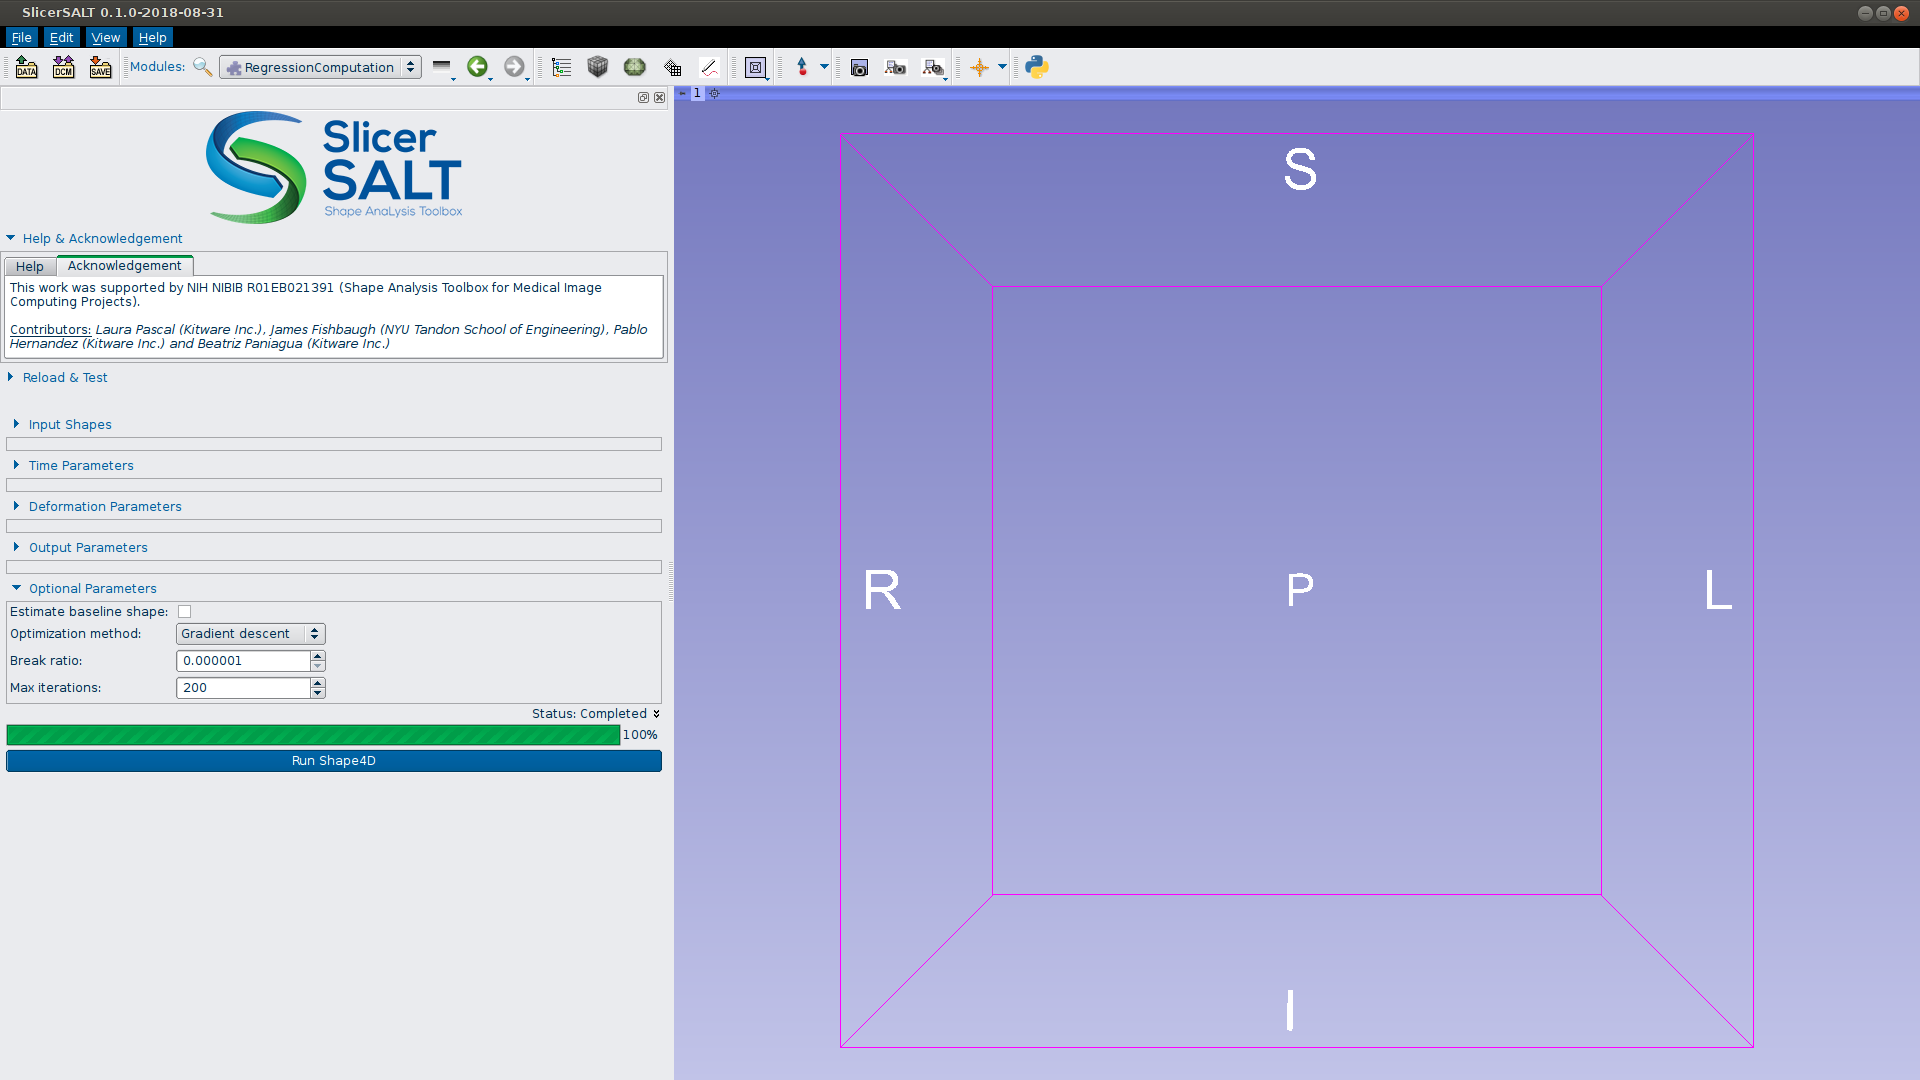 SlicerSALT 0.1.0-2018-08-31
File Edit View Help
DATA DCM SAVE Modules: RegressionComputation
1
Slicer
SALT
Shape AnaLysis Toolbox
Help & Acknowledgement
Help Acknowledgement
This work was supported by NIH NIBIB R01EB021391 (Shape Analysis Toolbox for Medical Image
Computing Projects).
Contributors: Laura Pascal (Kitware Inc.), James Fishbaugh (NYU Tandon School of Engineering), Pablo
Hernandez (Kitware Inc.) and Beatriz Paniagua (Kitware Inc.)
Reload & Test
Input Shapes
Time Parameters
Deformation Parameters
Output Parameters
Optional Parameters
Estimate baseline shape:
Optimization method: Gradient descent
Break ratio: 0.000001
Max iterations: 200
Status: Completed
100%
Run Shape4D
S
R P L
I